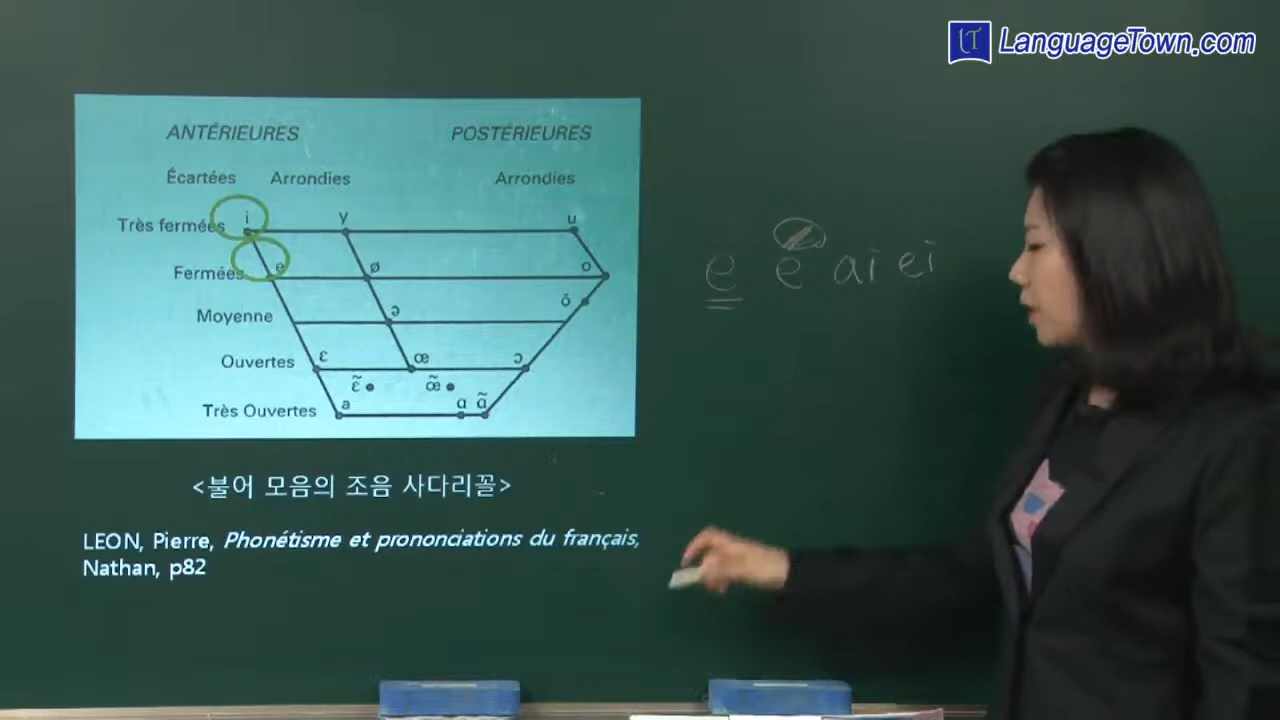 LT LanguageTown.com
ANTÉRIEURES POSTÉRIEURES
Écartées Arrondies Arrondies
Très fermées i y u
Fermées e ø o
õ
Moyenne ə
Ouvertes ɛ œ ɔ
ɛ̃ œ̃
Très Ouvertes a ɑ ɑ̃
e ai ei
<불어 모음의 조음 사다리꼴>
LEON, Pierre, Phonétisme et prononciations du français,
Nathan, p82